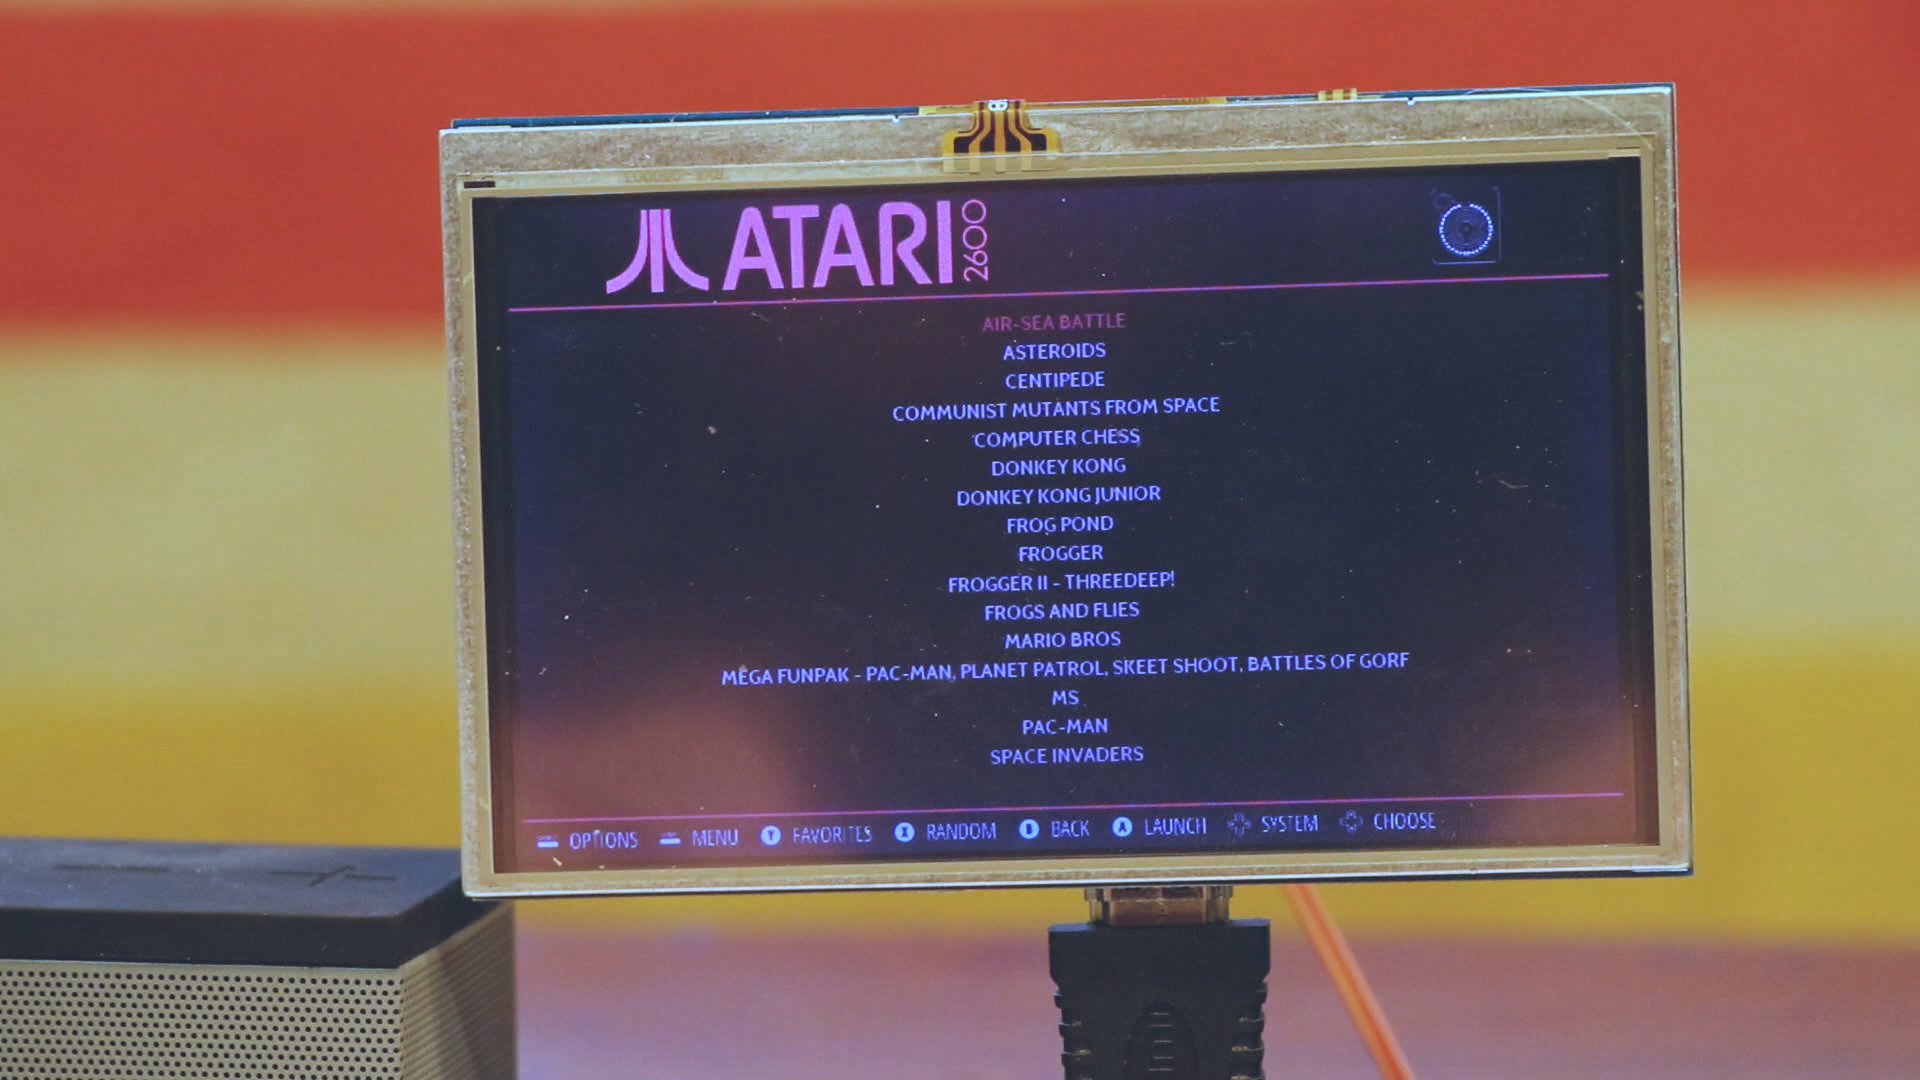 ATARI 2600
AIR-SEA BATTLE
ASTEROIDS
CENTIPEDE
COMMUNIST MUTANTS FROM SPACE
COMPUTER CHESS
DONKEY KONG
DONKEY KONG JUNIOR
FROG POND
FROGGER
FROGGER II - THREEDEEP!
FROGS AND FLIES
MARIO BROS
MEGA FUNPAK - PAC-MAN, PLANET PATROL, SKEET SHOOT, BATTLES OF GORF
MS
PAC-MAN
SPACE INVADERS
OPTIONS MENU Y FAVORITES X RANDOM B BACK A LAUNCH SYSTEM CHOOSE